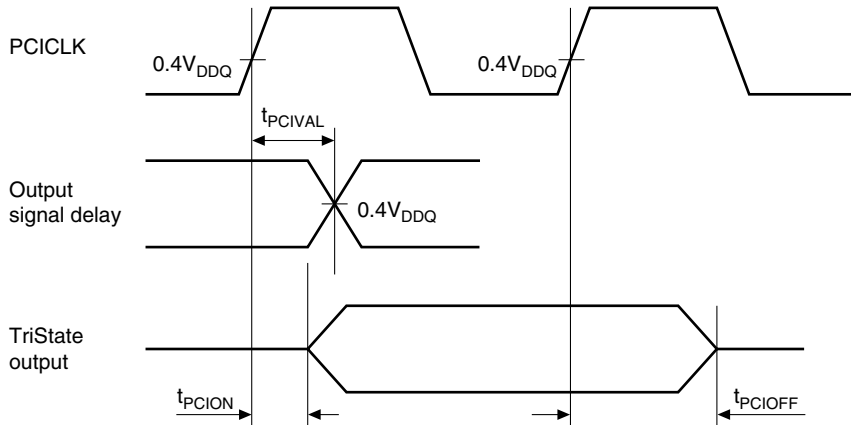 PCICLK
0.4VDDQ
0.4VDDQ
tPCIVAL
Output
signal delay
0.4VDDQ
TriState
output
tPCION
tPCIOFF